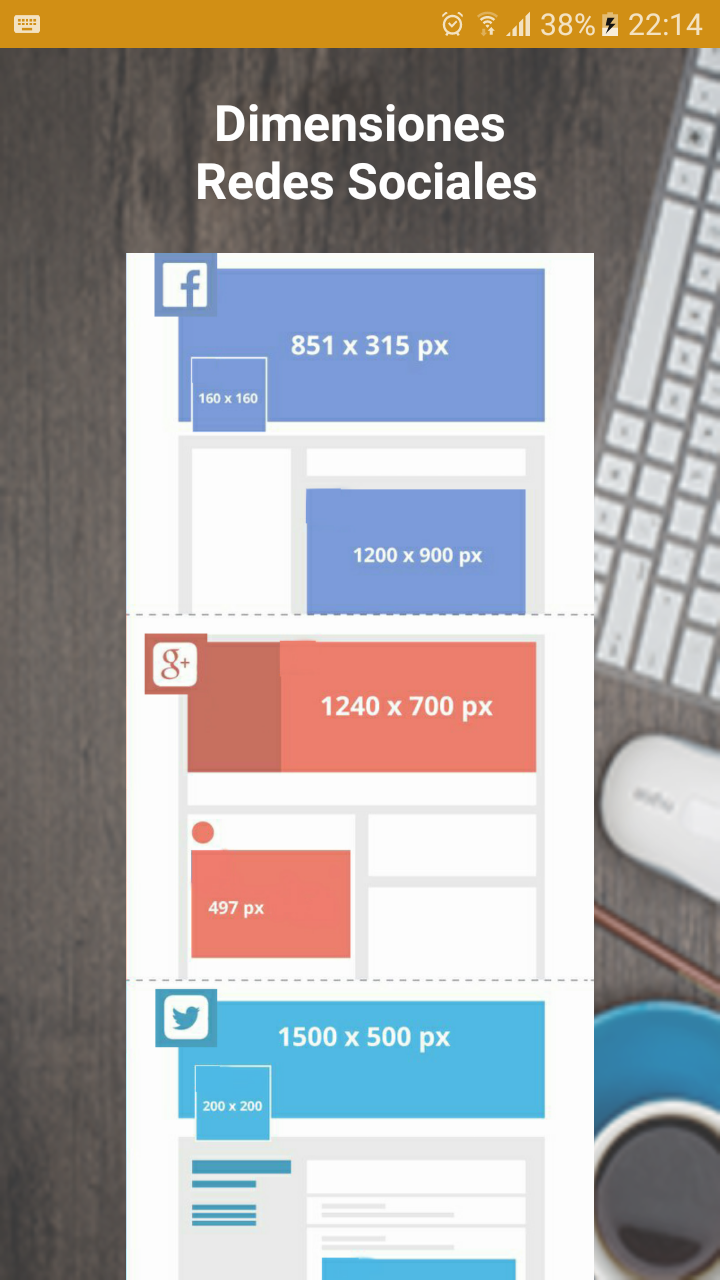 38% 22:14
Dimensiones
Redes Sociales
f
851 x 315 px
160 x 160
1200 x 900 px
g+
1240 x 700 px
497 px
1500 x 500 px
200 x 200